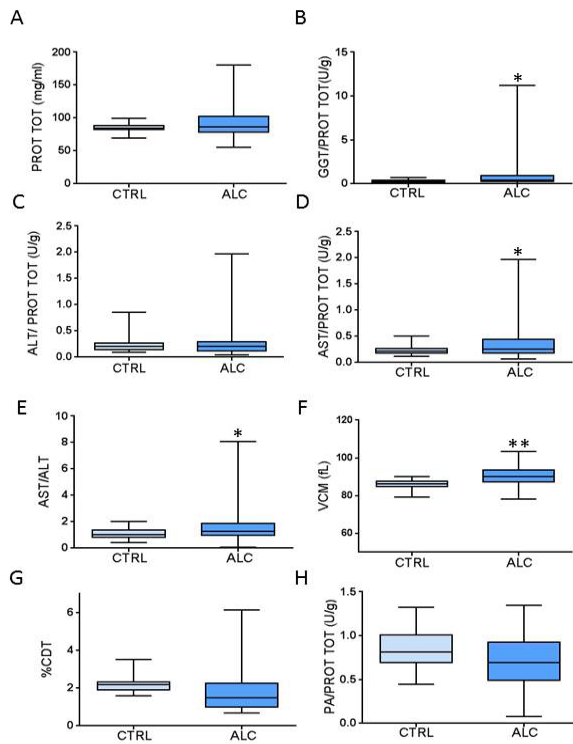 A
PROT TOT (mg/ml)
200
150
100
50
0
CTRL
ALC
B
GGT/PROT TOT(U/g)
15
10
5
0
*
CTRL
ALC
C
ALT/ PROT TOT (U/g)
2.5
2.0
1.5
1.0
0.5
0.0
CTRL
ALC
D
AST/PROT TOT (U/g)
2.5
2.0
1.5
1.0
0.5
0.0
*
CTRL
ALC
E
AST/ALT
10
8
6
4
2
0
*
CTRL
ALC
F
VCM (fL)
120
100
80
60
**
CTRL
ALC
G
%CDT
6
4
2
0
CTRL
ALC
H
PA/PROT TOT (U/g)
1.5
1.0
0.5
0.0
CTRL
ALC